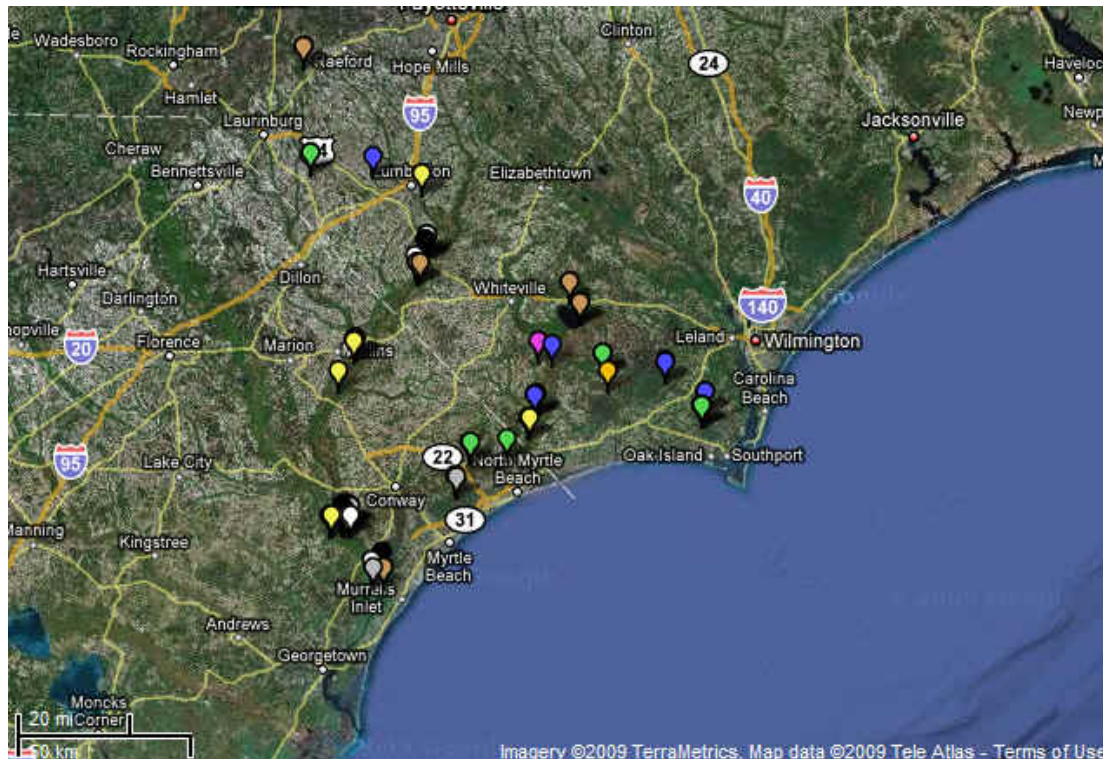 Fayetteville
Clinton
Wadesboro
Rockingham
Raeford
Hope Mills
24
Havelock
Hamlet
95
Laurinburg
Jacksonville
Cheraw
Bennettsville
Lumberton
Elizabethtown
40
Dillon
Hartsville
Whiteville
Darlington
140
20
Florence
Marion
Mullins
Leland
Wilmington
Carolina
Beach
22
95
Lake City
North Myrtle
Beach
Oak Island
Southport
Conway
31
Manning
Kingstree
Myrtle
Beach
Murrells
Inlet
Andrews
Georgetown
Moncks
Corner
20 mi
50 km
Imagery ©2009 TerraMetrics, Map data ©2009 Tele Atlas - Terms of Use